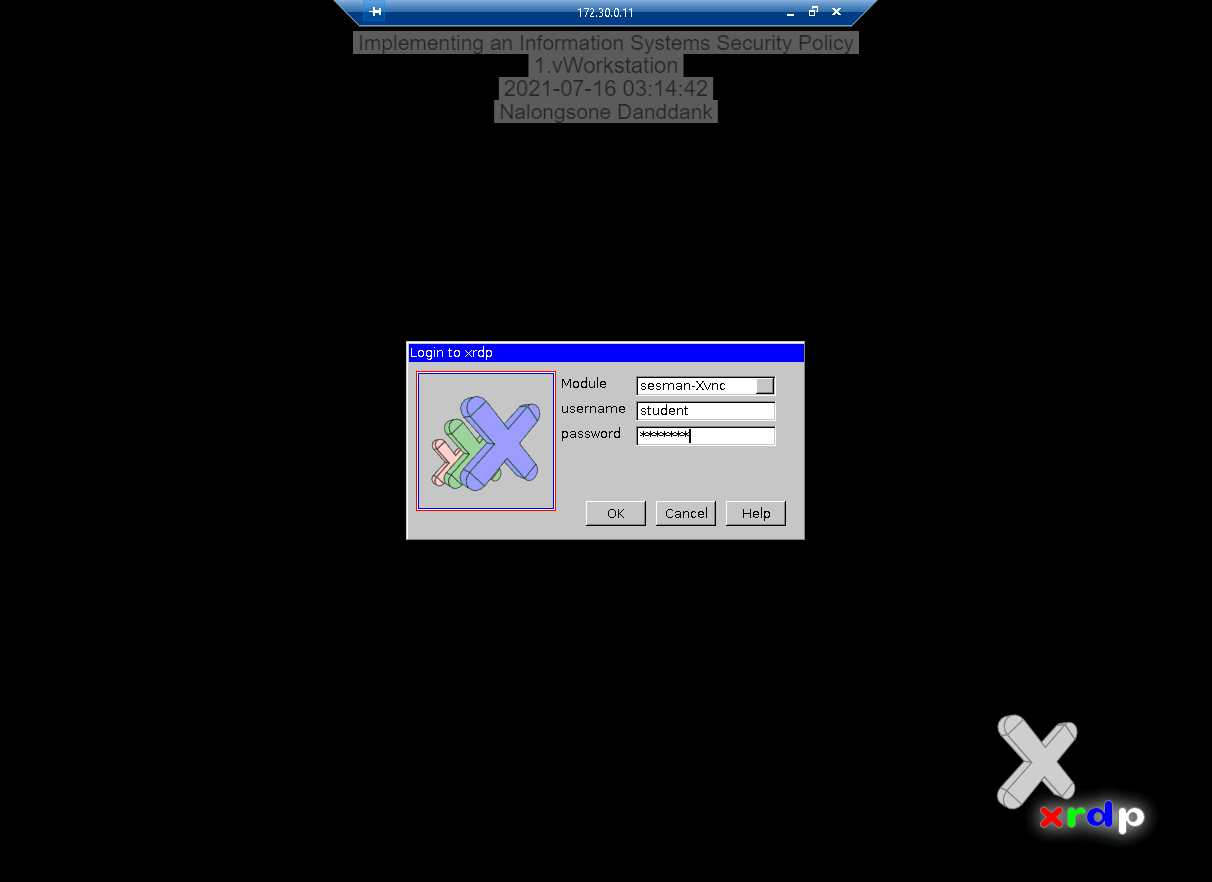 172.30.0.11
Implementing an Information Systems Security Policy
1.vWorkstation
2021-07-16 03:14:42
Nalongsone Danddank
Login to xrdp
Module sesman-Xvnc
username student
password *******
OK Cancel Help
xrdp